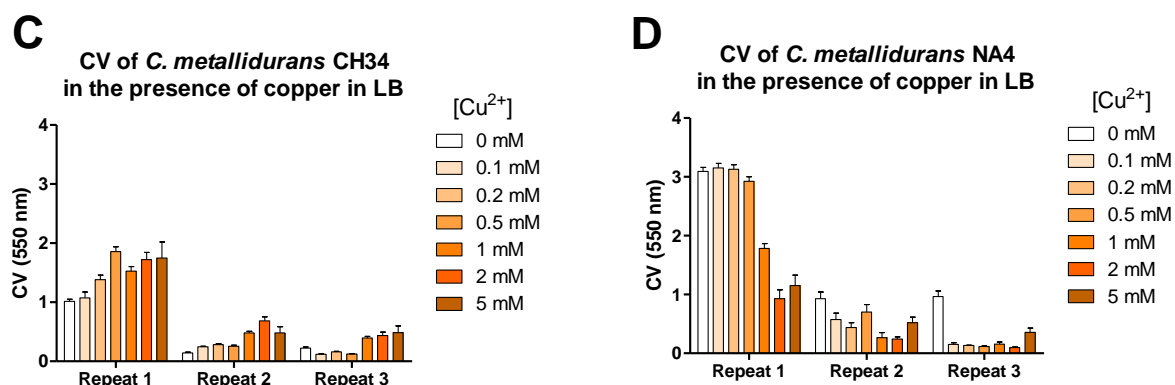 C
CV of C. metallidurans CH34
in the presence of copper in LB
[Cu2+]
0 mM
0.1 mM
0.2 mM
0.5 mM
1 mM
2 mM
5 mM
CV (550 nm)
4
3
2
1
0
Repeat 1 Repeat 2 Repeat 3
D
CV of C. metallidurans NA4
in the presence of copper in LB
[Cu2+]
0 mM
0.1 mM
0.2 mM
0.5 mM
1 mM
2 mM
5 mM
CV (550 nm)
4
3
2
1
0
Repeat 1 Repeat 2 Repeat 3